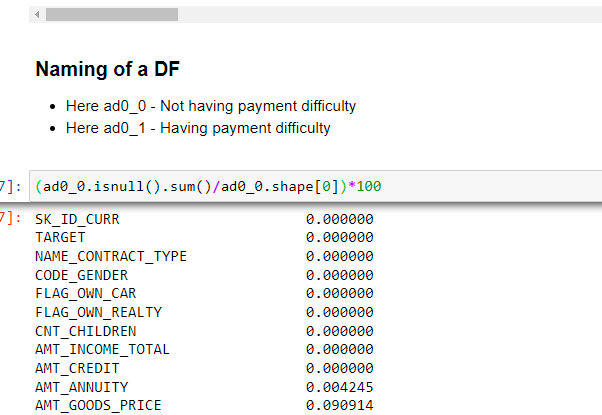 Naming of a DF
• Here ad0_0 - Not having payment difficulty
• Here ad0_1 - Having payment difficulty
7]: (ad0_0.isnull().sum()/ad0_0.shape[0])*100
7]: SK_ID_CURR 0.000000
TARGET 0.000000
NAME_CONTRACT_TYPE 0.000000
CODE_GENDER 0.000000
FLAG_OWN_CAR 0.000000
FLAG_OWN_REALTY 0.000000
CNT_CHILDREN 0.000000
AMT_INCOME_TOTAL 0.000000
AMT_CREDIT 0.000000
AMT_ANNUITY 0.004245
AMT_GOODS_PRICE 0.090914